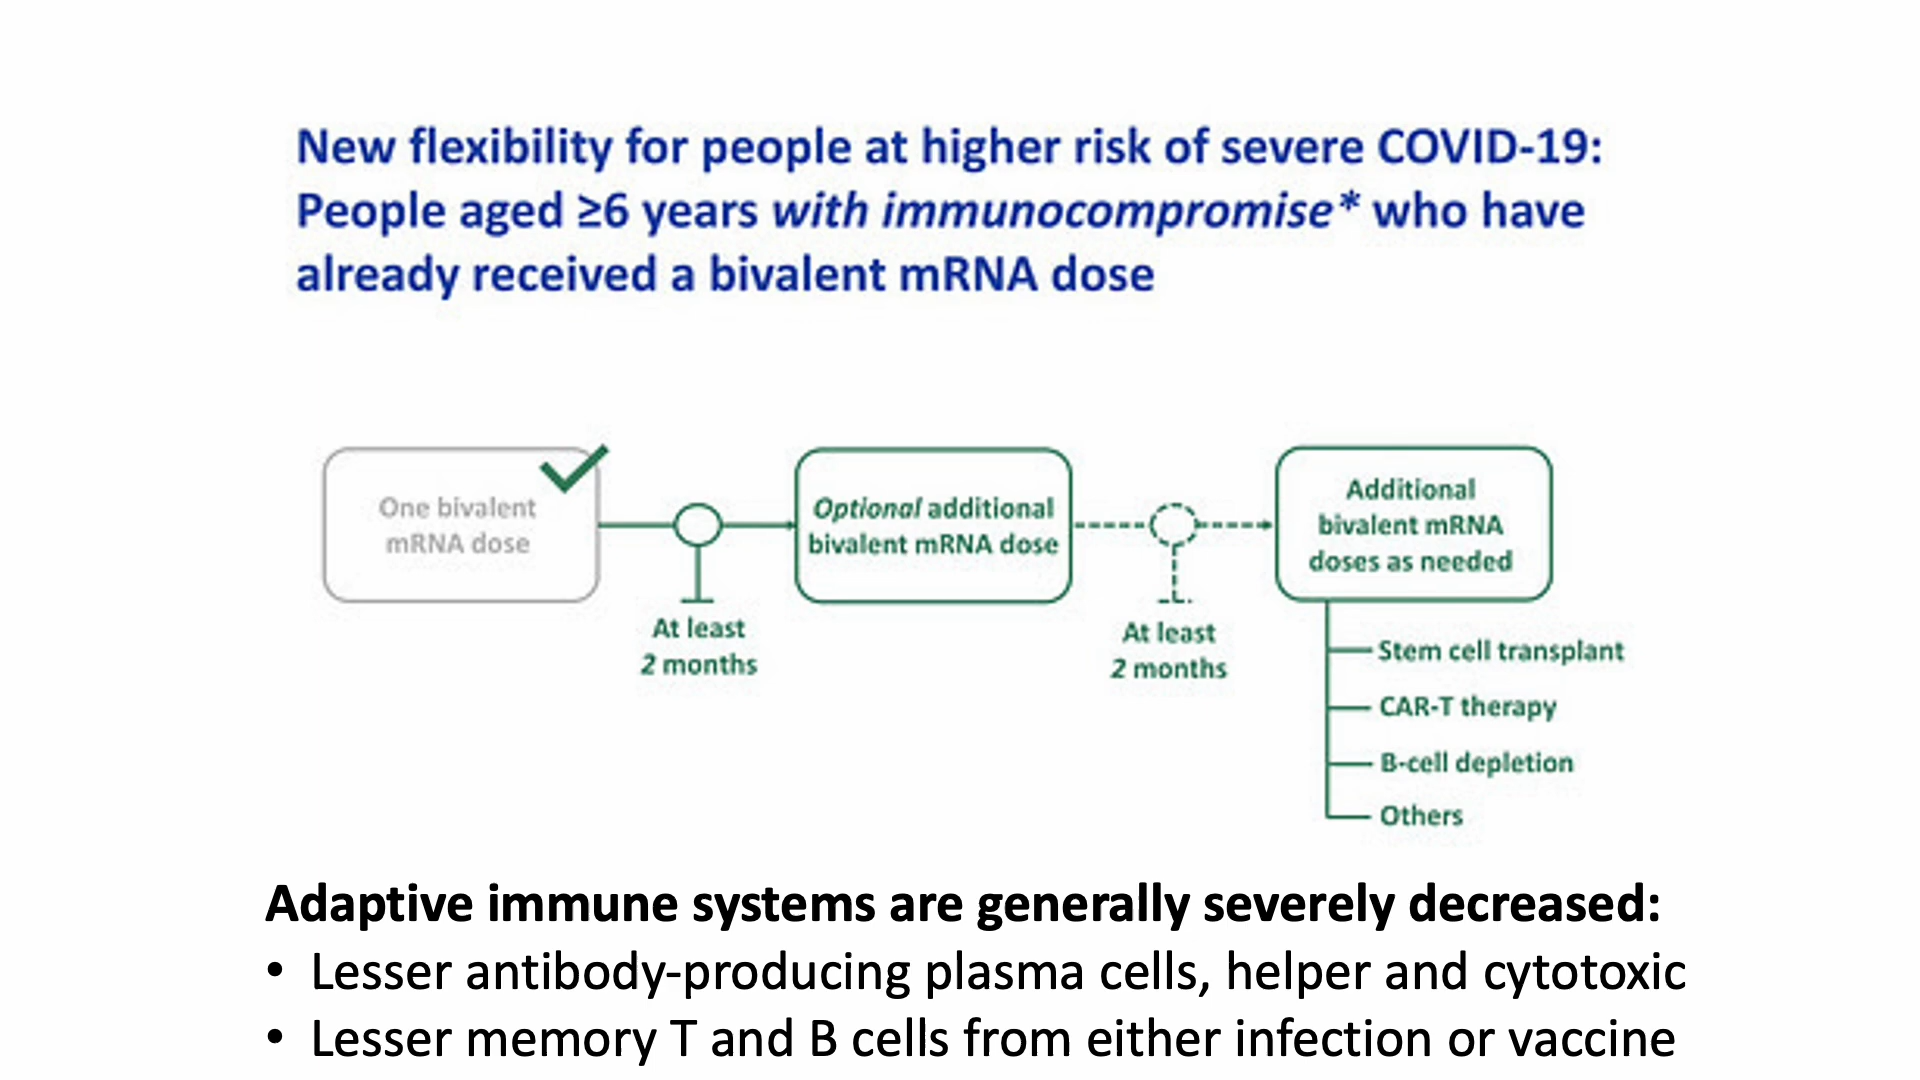 New flexibility for people at higher risk of severe COVID-19:
People aged ≥6 years with immunocompromise* who have
already received a bivalent mRNA dose
One bivalent
mRNA dose
At least
2 months
Optional additional
bivalent mRNA dose
At least
2 months
Additional
bivalent mRNA
doses as needed
Stem cell transplant
CAR-T therapy
B-cell depletion
Others
Adaptive immune systems are generally severely decreased:
• Lesser antibody-producing plasma cells, helper and cytotoxic
• Lesser memory T and B cells from either infection or vaccine